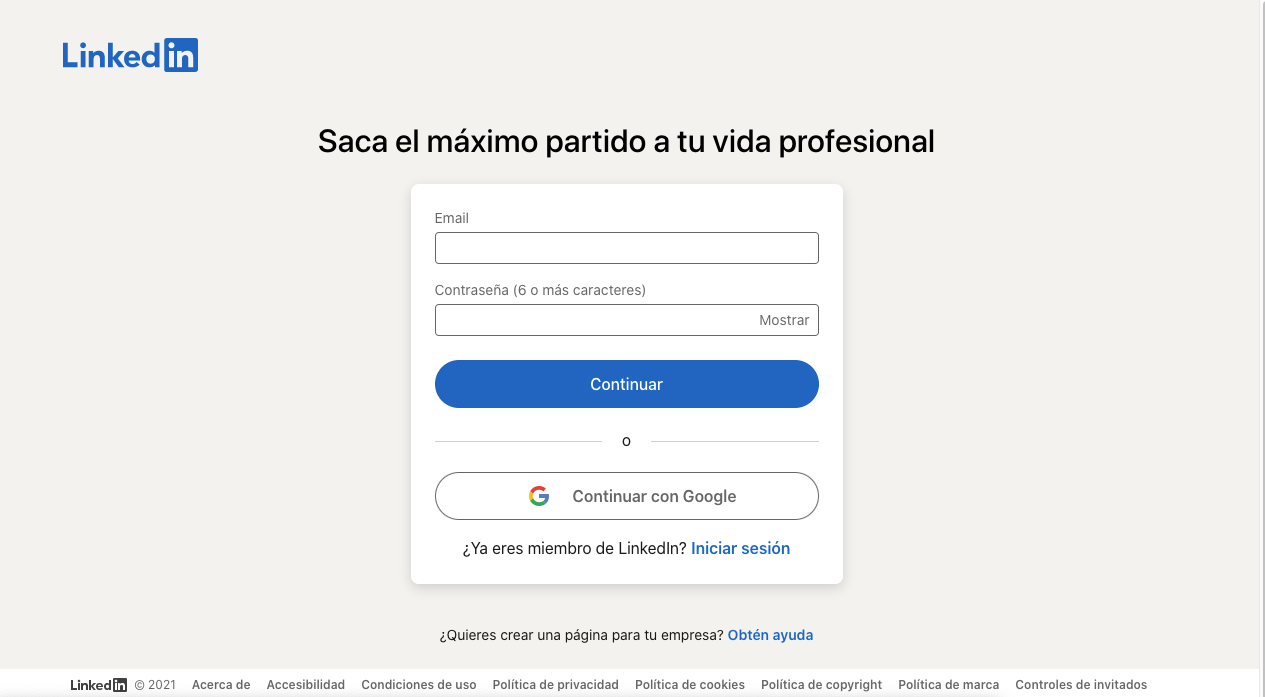 LinkedIn
Saca el máximo partido a tu vida profesional
Email
Contraseña (6 o más caracteres)
Mostrar
Continuar
o
Continuar con Google
¿Ya eres miembro de LinkedIn? Iniciar sesión
¿Quieres crear una página para tu empresa? Obtén ayuda
LinkedIn © 2021 Acerca de Accesibilidad Condiciones de uso Política de privacidad Política de cookies Política de copyright Política de marca Controles de invitados